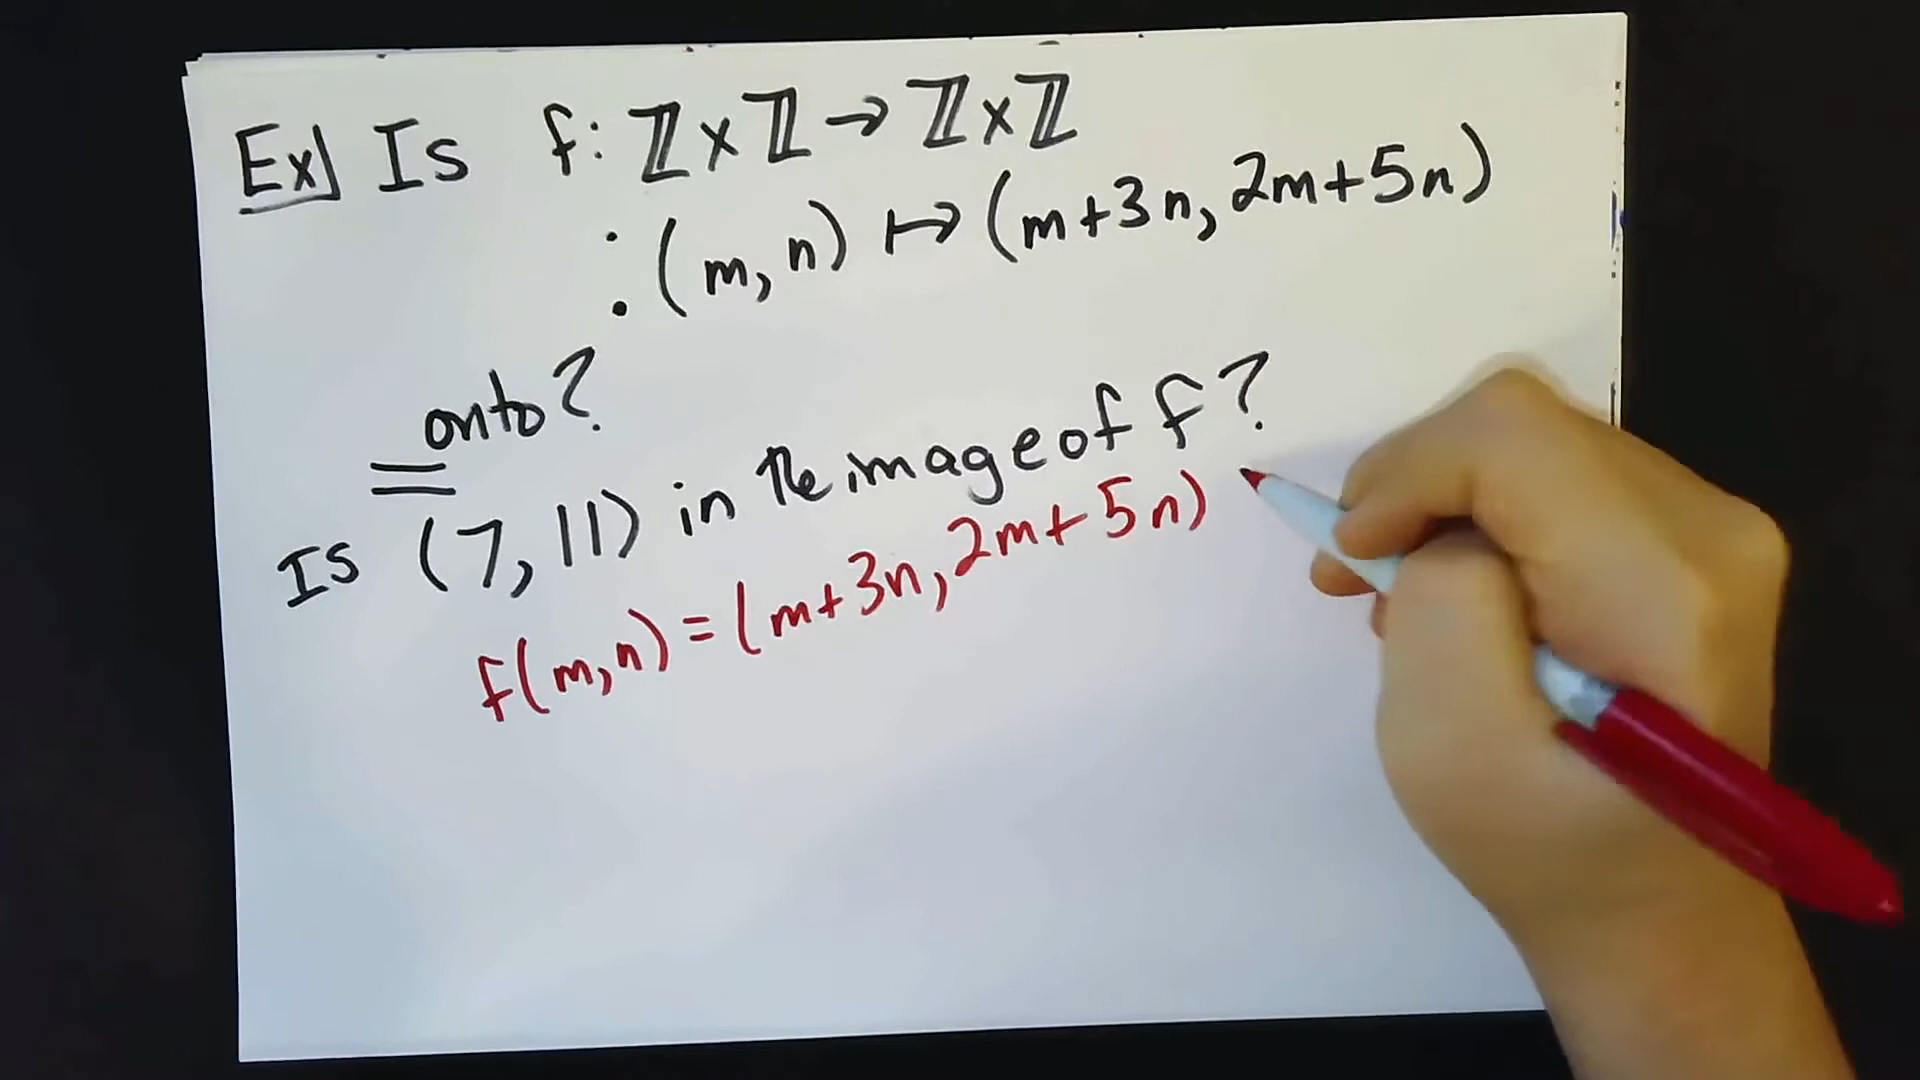 Ex] Is f: ℤ×ℤ→ℤ×ℤ
: (m, n) ↦ (m+3n, 2m+5n)
onto?
Is (7, 11) in the image of f?
f(m,n) = (m+3n, 2m+5n)